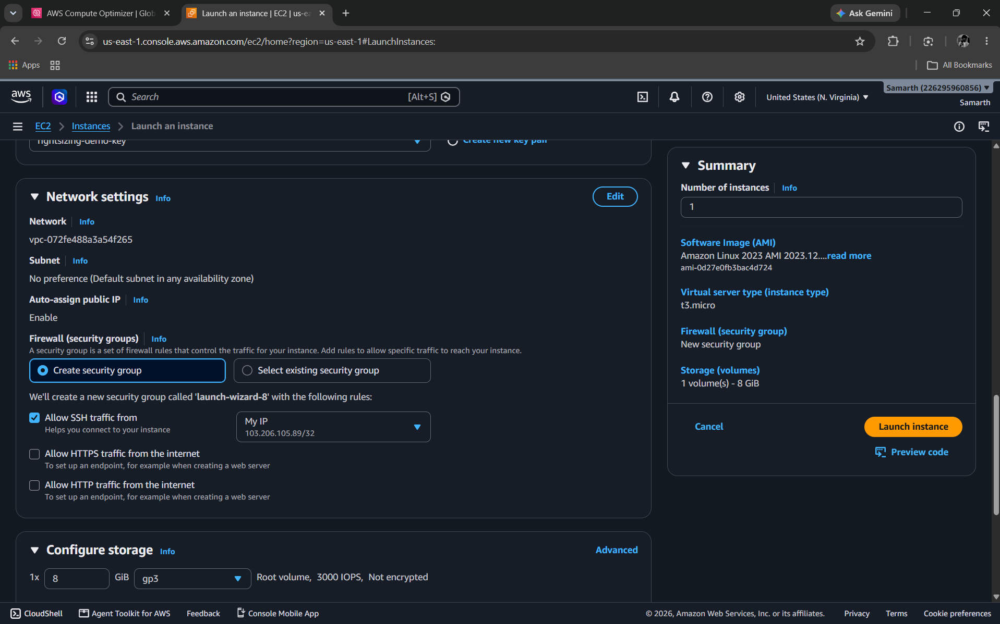 AWS Compute Optimizer | Glob
Launch an instance | EC2 | us-ea
Ask Gemini
us-east-1.console.aws.amazon.com/ec2/home?region=us-east-1#LaunchInstances:
Apps
All Bookmarks
aws
Search
[Alt+S]
United States (N. Virginia)
Samarth (226295960856)
Samarth
EC2
Instances
Launch an instance
rightsizing-demo-key
Create new key pair
Network settings
Info
Edit
Network
Info
vpc-072fe488a3a54f265
Subnet
Info
No preference (Default subnet in any availability zone)
Auto-assign public IP
Info
Enable
Firewall (security groups)
Info
A security group is a set of firewall rules that control the traffic for your instance. Add rules to allow specific traffic to reach your instance.
Create security group
Select existing security group
We'll create a new security group called 'launch-wizard-8' with the following rules:
Allow SSH traffic from
Helps you connect to your instance
My IP
103.206.105.89/32
Allow HTTPS traffic from the internet
To set up an endpoint, for example when creating a web server
Allow HTTP traffic from the internet
To set up an endpoint, for example when creating a web server
Configure storage
Info
Advanced
1x
8
GiB
gp3
Root volume, 3000 IOPS, Not encrypted
Summary
Number of instances
Info
1
Software Image (AMI)
Amazon Linux 2023 AMI 2023.12....read more
ami-0d27e0fb3bac4d724
Virtual server type (instance type)
t3.micro
Firewall (security group)
New security group
Storage (volumes)
1 volume(s) - 8 GiB
Cancel
Launch instance
Preview code
CloudShell
Agent Toolkit for AWS
Feedback
Console Mobile App
© 2026, Amazon Web Services, Inc. or its affiliates.
Privacy
Terms
Cookie preferences